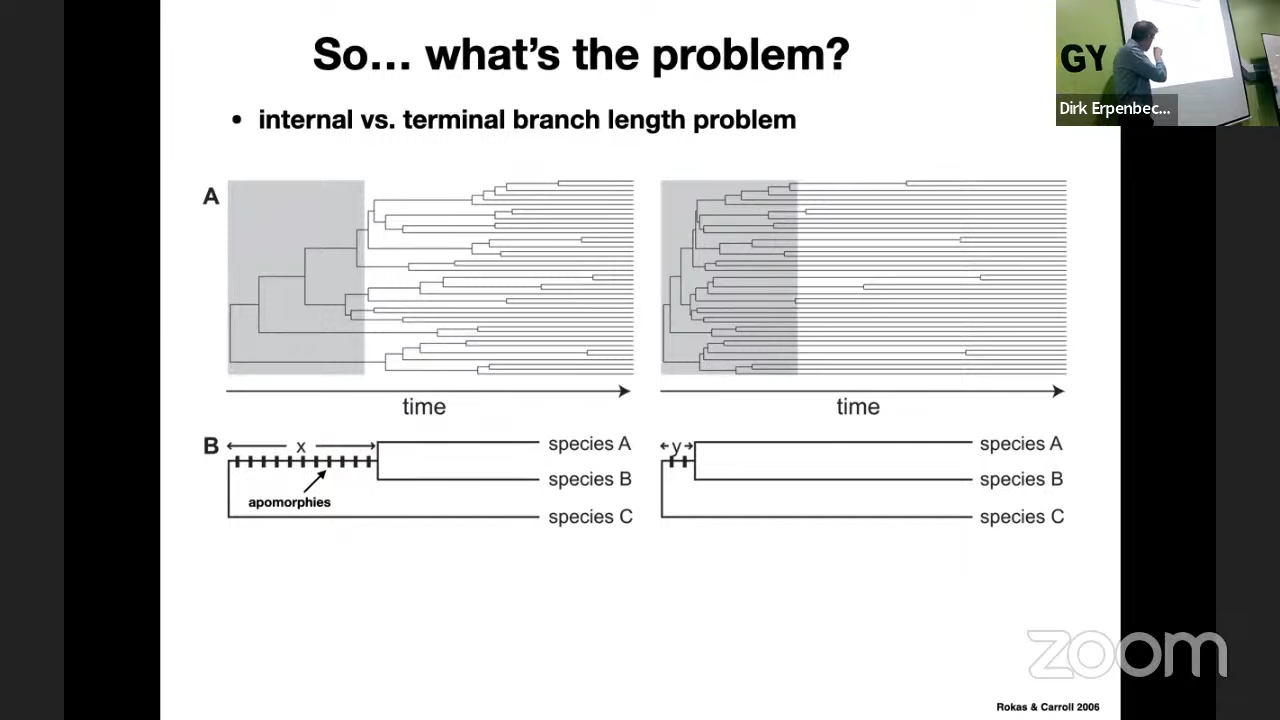 So... what's the problem?
GY
Dirk Erpenbec...
• internal vs. terminal branch length problem
A
time
time
B
x
species A
species B
species C
apomorphies
y
species A
species B
species C
zoom
Rokas & Carroll 2006